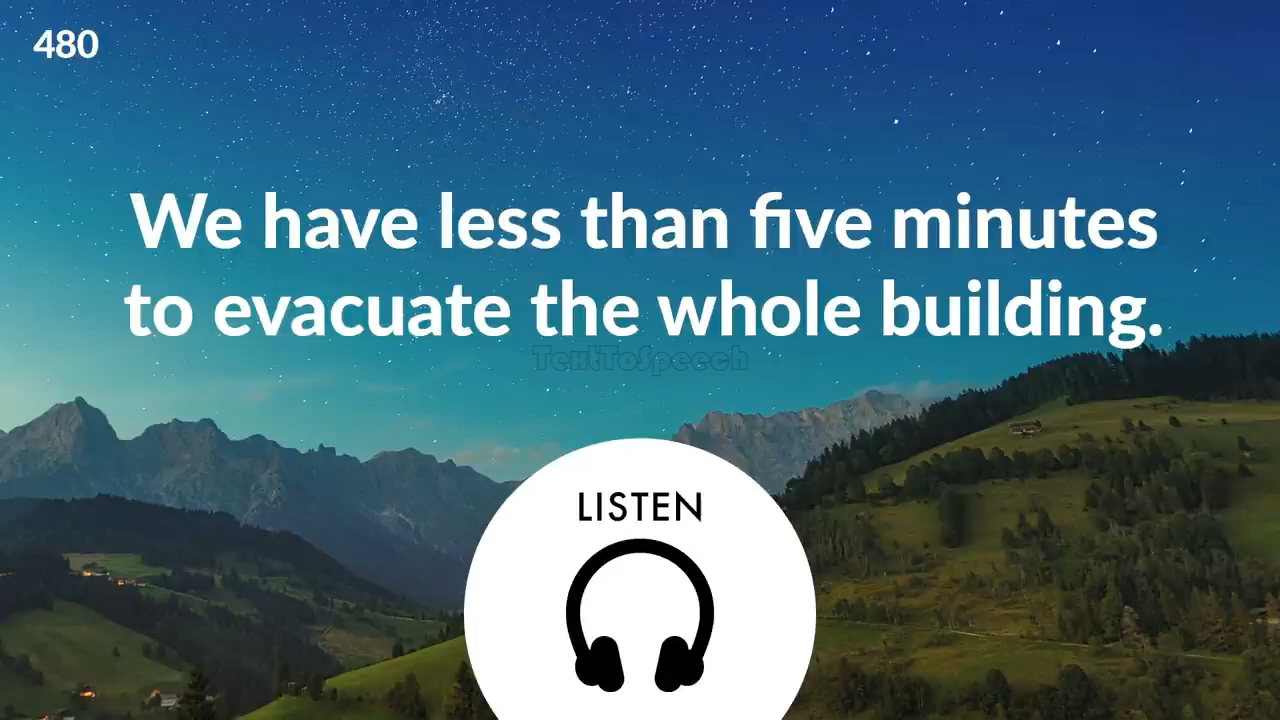 480
We have less than five minutes
to evacuate the whole building.
TextToSpeech
LISTEN